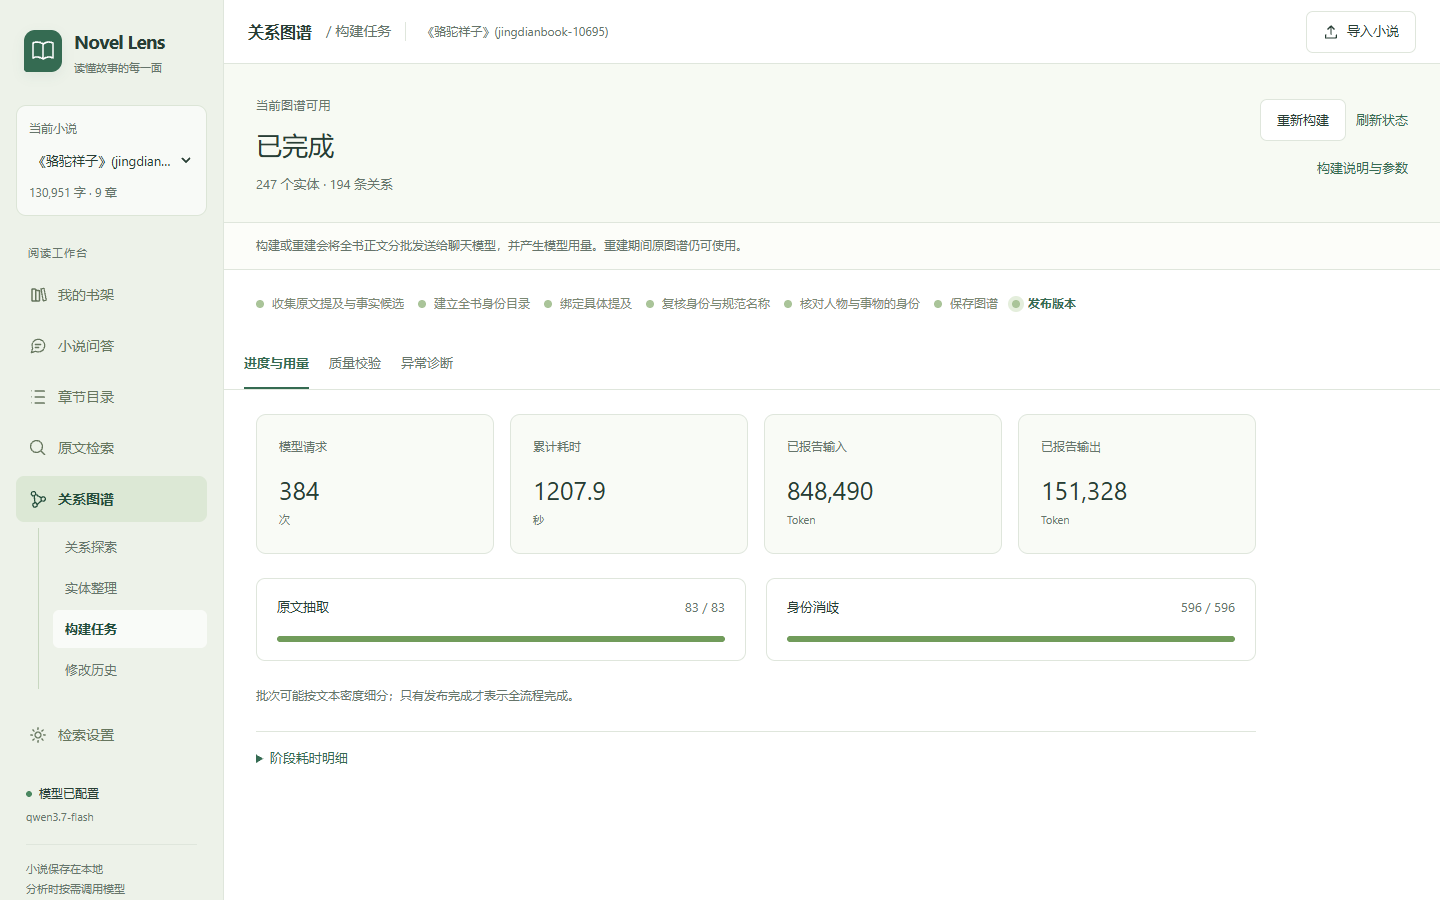 Novel Lens
读懂故事的每一面
当前小说
《骆驼祥子》(jingdian...
130,951 字 · 9 章
阅读工作台
我的书架
小说问答
章节目录
原文检索
关系图谱
关系探索
实体整理
构建任务
修改历史
检索设置
模型已配置
qwen3.7-flash
小说保存在本地
分析时按需调用模型
关系图谱 / 构建任务 《骆驼祥子》(jingdianbook-10695)
导入小说
当前图谱可用
已完成
247 个实体 · 194 条关系
重新构建 刷新状态
构建说明与参数
构建或重建会将全书正文分批发送给聊天模型，并产生模型用量。重建期间原图谱仍可使用。
收集原文提及与事实候选 建立全书身份目录 绑定具体提及 复核身份与规范名称 核对人物与事物的身份 保存图谱 发布版本
进度与用量 质量校验 异常诊断
模型请求
384
次
累计耗时
1207.9
秒
已报告输入
848,490
Token
已报告输出
151,328
Token
原文抽取 83 / 83
身份消歧 596 / 596
批次可能按文本密度细分；只有发布完成才表示全流程完成。
阶段耗时明细